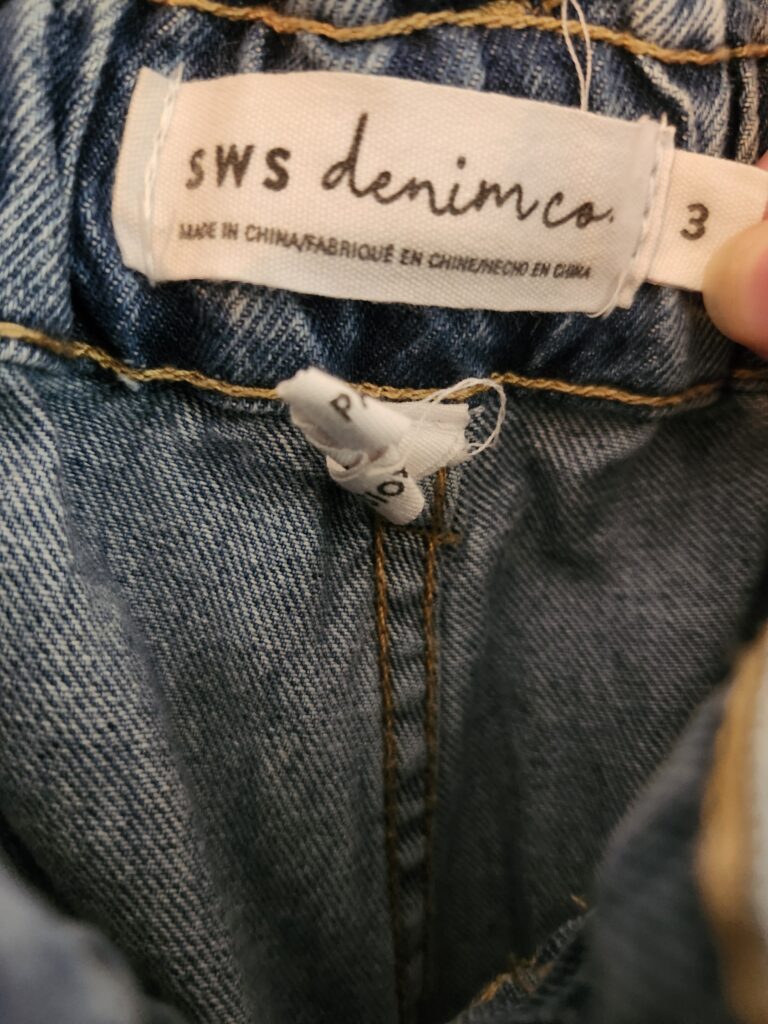 SWS denim co.
MADE IN CHINA/FABRIQUÉ EN CHINE/HECHO EN CHINA
3